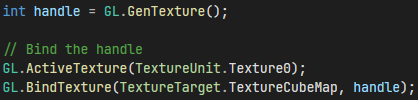 int handle = GL.GenTexture();
// Bind the handle
GL.ActiveTexture(TextureUnit.Texture0);
GL.BindTexture(TextureTarget.TextureCubeMap, handle);